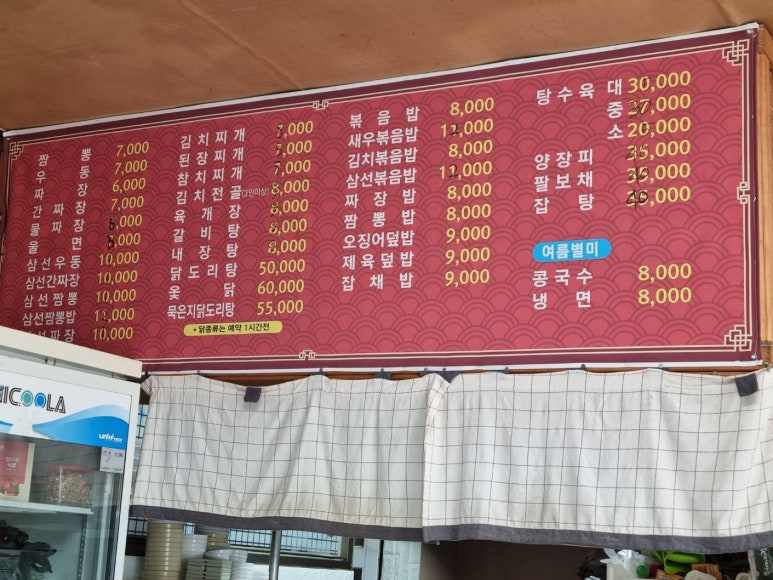 짬 뽕 7,000
우 동 7,000
짜 장 6,000
간 짜 장 7,000
물 짜 장 8,000
울 면 8,000
삼 선 우 동 10,000
삼선간짜장 10,000
삼 선 짬 뽕 10,000
삼선짬뽕밥 11,000
선 짜 장 10,000
김 치 찌 개 7,000
된 장 찌 개 7,000
참 치 찌 개 7,000
김 치 전 골(2인이상) 8,000
육 개 장 8,000
갈 비 탕 8,000
내 장 탕 8,000
닭 도 리 탕 50,000
옻 닭 60,000
묵은지닭도리탕 55,000
* 닭종류는 예약 1시간전
볶 음 밥 8,000
새우볶음밥 11,000
김치볶음밥 8,000
삼선볶음밥 11,000
짜 장 밥 8,000
짬 뽕 밥 8,000
오징어덮밥 9,000
제 육 덮 밥 9,000
잡 채 밥 9,000
탕 수 육 대 30,000
중 27,000
소 20,000
양 장 피 35,000
팔 보 채 35,000
잡 탕
여름별미
콩 국 수 8,000
냉 면 8,000
ICOOLA